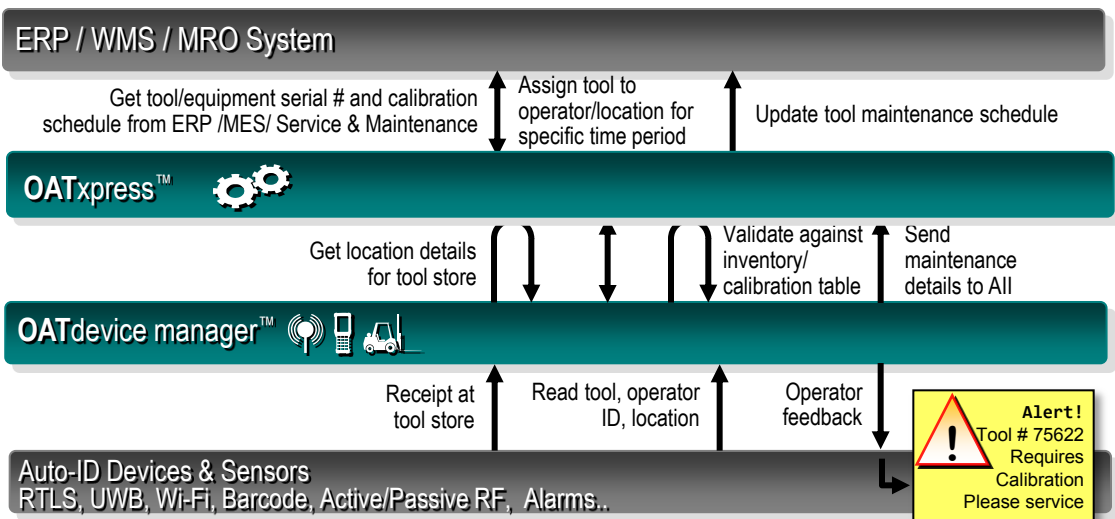 ERP / WMS / MRO System
Get tool/equipment serial # and calibration
schedule from ERP /MES/ Service & Maintenance
Assign tool to
operator/location for
specific time period
Update tool maintenance schedule
OATxpress™
Get location details
for tool store
Validate against
inventory/
calibration table
Send
maintenance
details to AII
OATdevice manager™
Receipt at
tool store
Read tool, operator
ID, location
Operator
feedback
Alert!
Tool # 75622
Requires
Calibration
Please service
Auto-ID Devices & Sensors
RTLS, UWB, Wi-Fi, Barcode, Active/Passive RF, Alarms..